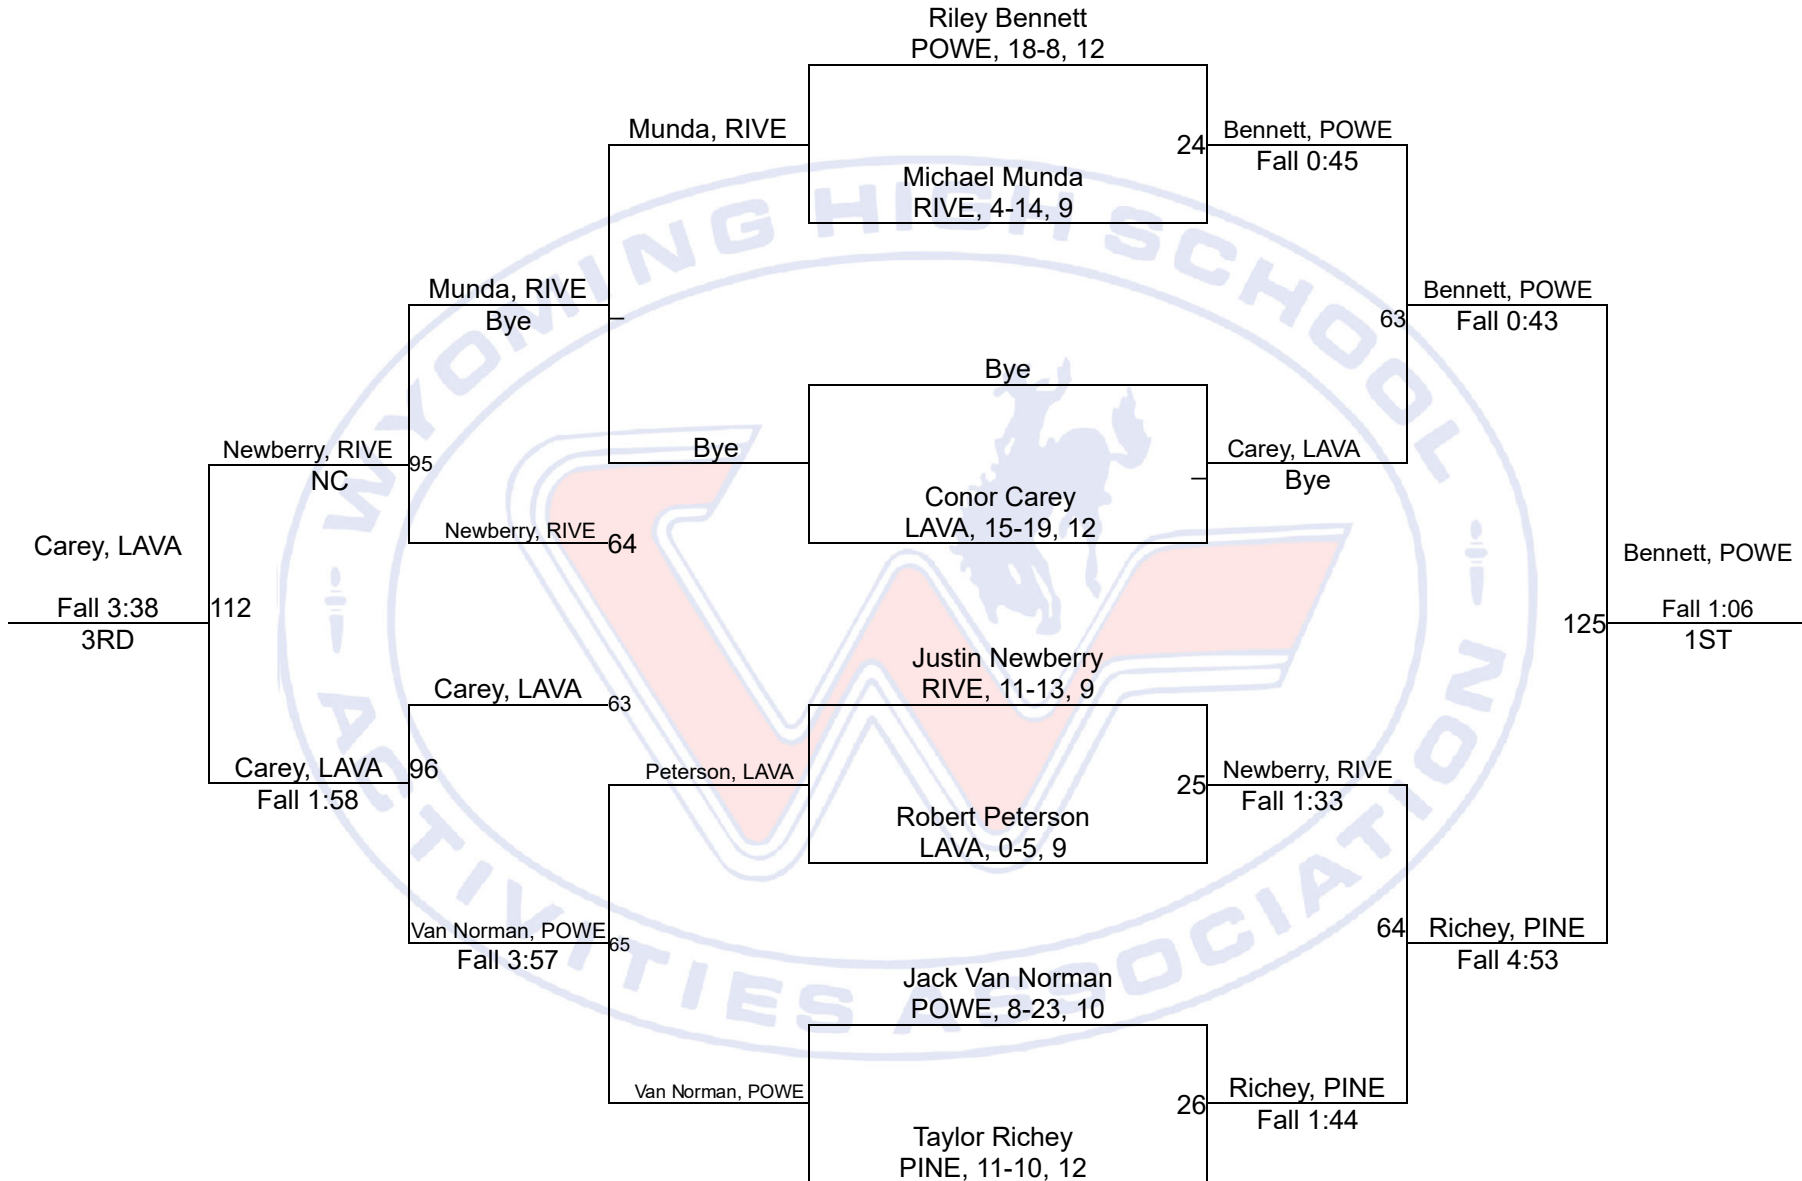 Riley Bennett
POWE, 18-8, 12
Munda, RIVE
24
Bennett, POWE
Fall 0:45
Michael Munda
RIVE, 4-14, 9
WYOMING HIGH SCHOOL
Munda, RIVE
Bye
Bennett, POWE
63
Fall 0:43
Bye
Newberry, RIVE
95
NC
Bye
Carey, LAVA
Bye
Conor Carey
LAVA, 15-19, 12
Newberry, RIVE
64
Carey, LAVA
Fall 3:38
112
3RD
Bennett, POWE
125
Fall 1:06
1ST
Justin Newberry
RIVE, 11-13, 9
Carey, LAVA
63
Carey, LAVA
96
Fall 1:58
Peterson, LAVA
25
Newberry, RIVE
Fall 1:33
Robert Peterson
LAVA, 0-5, 9
Van Norman, POWE
65
Fall 3:57
64
Richey, PINE
Fall 4:53
Jack Van Norman
POWE, 8-23, 10
ACTIVITIES ASSOCIATION
Van Norman, POWE
26
Richey, PINE
Fall 1:44
Taylor Richey
PINE, 11-10, 12